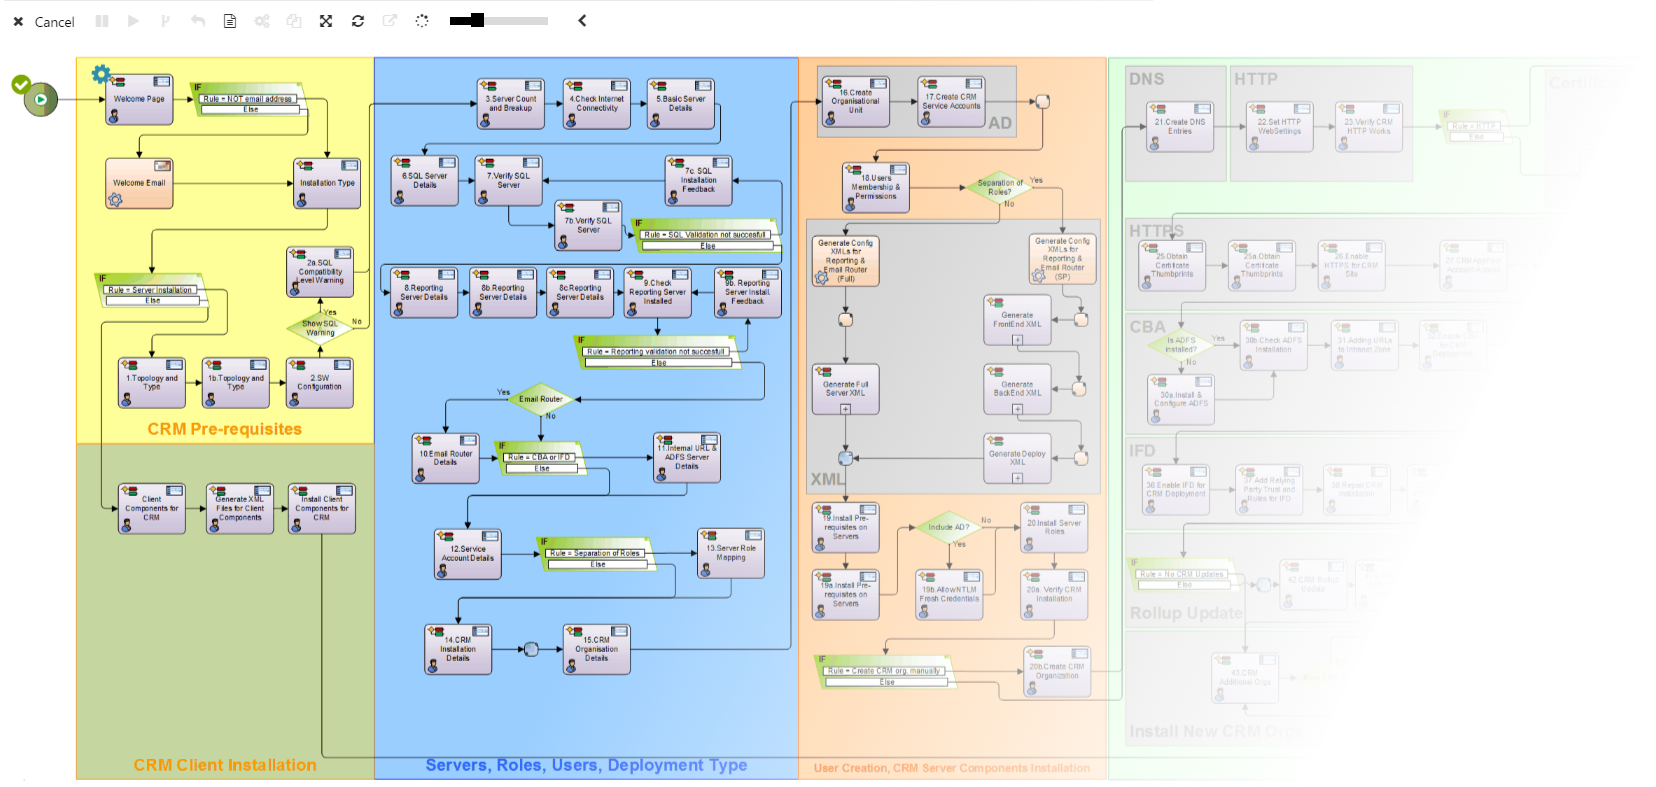 Cancel
Welcome Page
IF
Rule = NOT email address
Else
Welcome Email
Installation Type
IF
Rule = Server Installation
Else
2a.SQL
Compatibility
Level Warning
Yes
Show SQL
Warning
No
1.Topology and
Type
1b.Topology and
Type
2.SW
Configuration
CRM Pre-requisites
Client
Components for
CRM
Generate XML
Files for Client
Components
Install Client
Components for
CRM
CRM Client Installation
3.Server Count
and Breakup
4.Check Internet
Connectivity
5.Basic Server
Details
6.SQL Server
Details
7.Verify SQL
Server
7c. SQL
Installation
Feedback
7b.Verify SQL
Server
IF
Rule = SQL Validation not succesfull
Else
8.Reporting
Server Details
8b.Reporting
Server Details
8c.Reporting
Server Details
9.Check
Reporting Server
Installed
9b. Reporting
Server Install.
Feedback
IF
Rule = Reporting validation not succesfull
Else
Yes
Email Router
No
10.Email Router
Details
IF
Rule = CBA or IFD
Else
11.Internal URL &
ADFS Server
Details
12.Service
Account Details
IF
Rule = Separation of Roles
Else
13.Server Role
Mapping
14.CRM
Installation
Details
15.CRM
Organisation
Details
Servers, Roles, Users, Deployment Type
16.Create
Organisational
Unit
17.Create CRM
Service Accounts
AD
18.Users
Membership &
Permissions
Separation of
Roles?
Yes
No
Generate Config
XMLs for
Reporting &
Email Router
(Full)
Generate Config
XMLs for
Reporting &
Email Router
(SP)
Generate
FrontEnd XML
Generate Full
Server XML
Generate
BackEnd XML
Generate Deploy
XML
XML
19.Install Pre-
requisites on
Servers
Include AD?
No
Yes
20.Install Server
Roles
19a.Install Pre-
requisites on
Servers
19b.AllowNTLM
Fresh Credentials
20a. Verify CRM
Installation
IF
Rule = Create CRM org. manually
Else
20b.Create CRM
Organization
User Creation, CRM Server Components Installation
DNS
HTTP
21.Create DNS
Entries
22.Set HTTP
WebSettings
23.Verify CRM
HTTP Works
IF
Rule = HTTP
Else
HTTPS
25.Obtain
Certificate
Thumbprints
25a.Obtain
Certificate
Thumbprints
26.Enable
HTTPS for CRM
Site
CBA
Is ADFS
installed?
Yes
No
30b.Check ADFS
Installation
31.Adding URLs
to Intranet Zone
30a.Install &
Configure ADFS
IFD
36.Enable IFD for
CRM Deployment
37.Add Relying
Party Trust and
Rules for IFD
IF
Rule = No CRM Updates
Else
42.CRM Rollup
Update
Rollup Update
43.CRM
Additional Orgs
Install New CRM